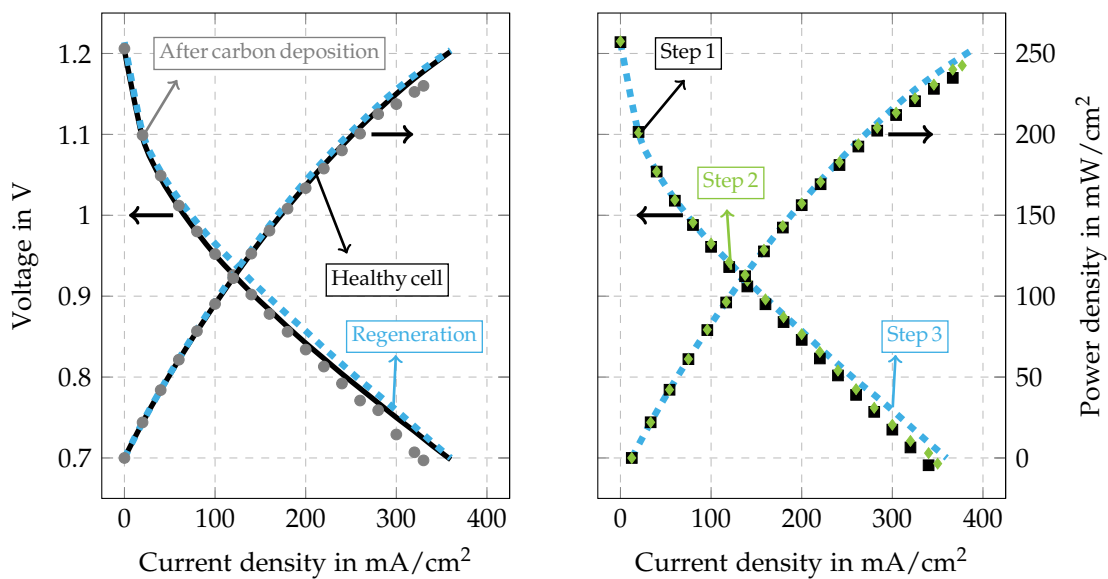 After carbon deposition
Healthy cell
Regeneration
1.2
1.1
1
0.9
0.8
0.7
0
100
200
300
400
Voltage in V
Current density in mA/cm²
Step 1
Step 2
Step 3
250
200
150
100
50
0
0
100
200
300
400
Power density in mW/cm²
Current density in mA/cm²